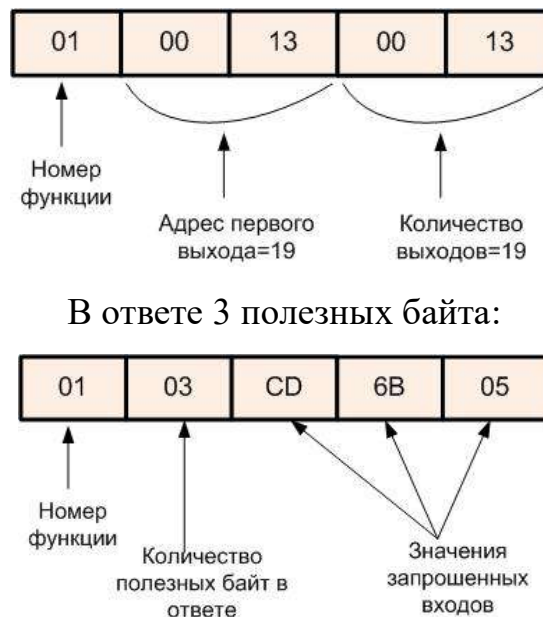 01 00 13 00 13
Номер
функции
Адрес первого
выхода=19
Количество
выходов=19
В ответе 3 полезных байта:
01 03 CD 6B 05
Номер
функции
Количество
полезных байт в
ответе
Значения
запрошенных
входов